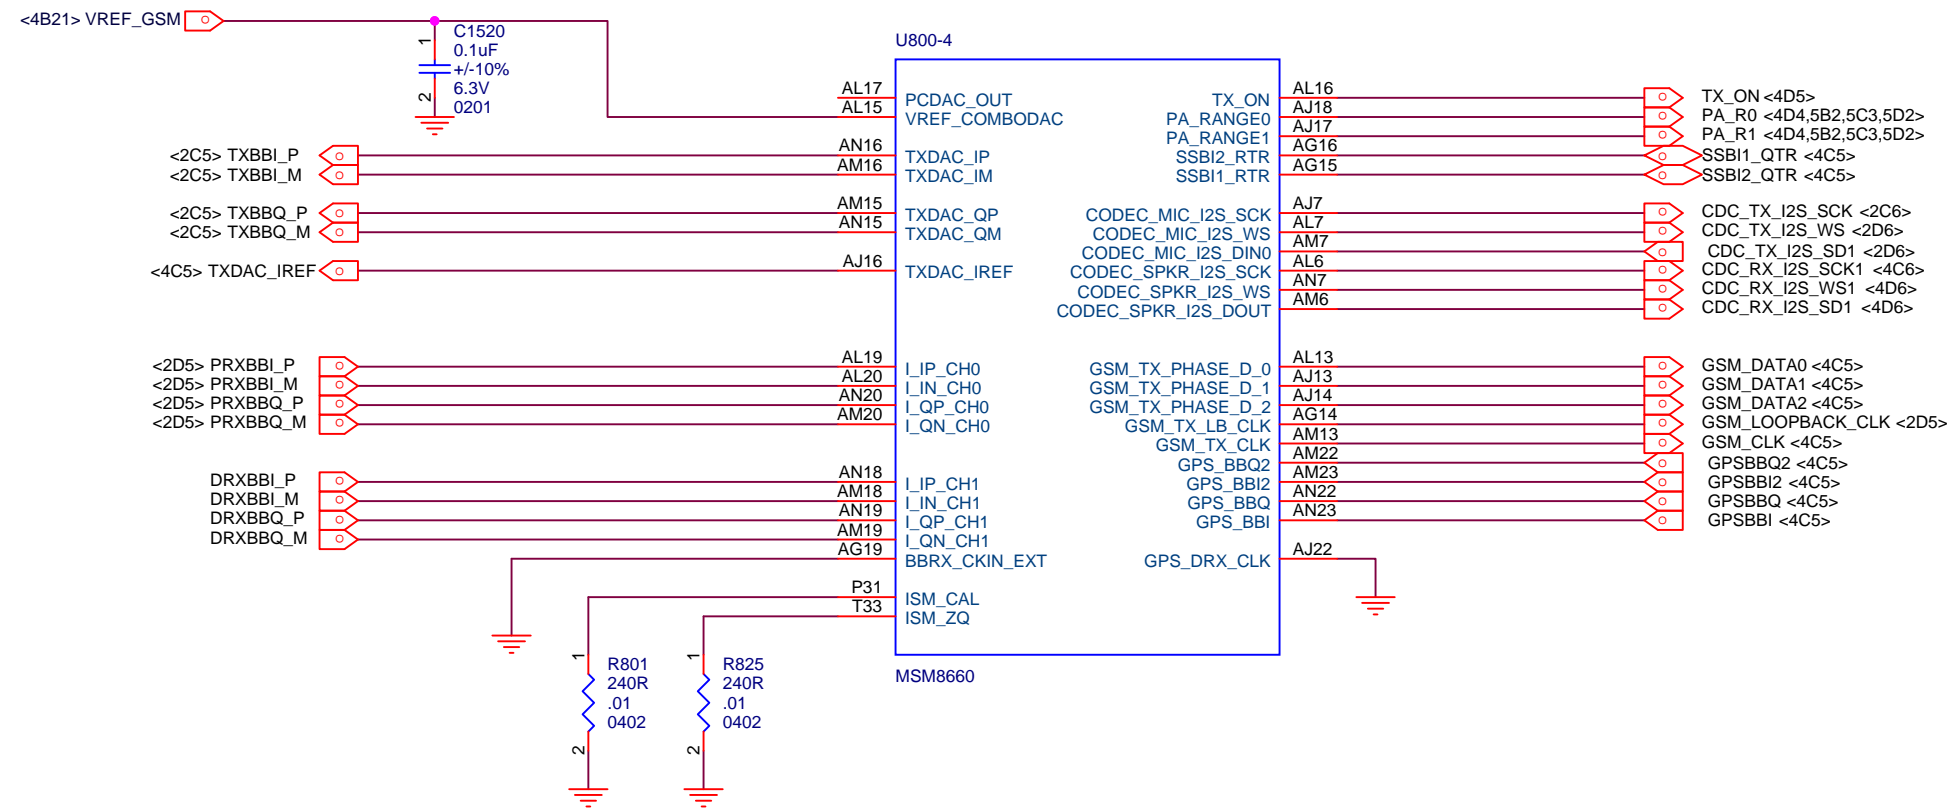 <4B21> VREF_GSM
C1520
0.1uF
+/-10%
6.3V
0201
1
2
U800-4
AL17 PCDAC_OUT
AL15 VREF_COMBODAC
<2C5> TXBBI_P AN16 TXDAC_IP
<2C5> TXBBI_M AM16 TXDAC_IM
<2C5> TXBBQ_P AM15 TXDAC_QP
<2C5> TXBBQ_M AN15 TXDAC_QM
<4C5> TXDAC_IREF AJ16 TXDAC_IREF
<2D5> PRXBBI_P AL19 I_IP_CH0
<2D5> PRXBBI_M AL20 I_IN_CH0
<2D5> PRXBBQ_P AN20 I_QP_CH0
<2D5> PRXBBQ_M AM20 I_QN_CH0
DRXBBI_P AN18 I_IP_CH1
DRXBBI_M AM18 I_IN_CH1
DRXBBQ_P AN19 I_QP_CH1
DRXBBQ_M AM19 I_QN_CH1
AG19 BBRX_CKIN_EXT
P31 ISM_CAL
T33 ISM_ZQ
TX_ON AL16 TX_ON <4D5>
PA_RANGE0 AJ18 PA_R0 <4D4,5B2,5C3,5D2>
PA_RANGE1 AJ17 PA_R1 <4D4,5B2,5C3,5D2>
SSBI2_RTR AG16 SSBI1_QTR <4C5>
SSBI1_RTR AG15 SSBI2_QTR <4C5>
CODEC_MIC_I2S_SCK AJ7 CDC_TX_I2S_SCK <2C6>
CODEC_MIC_I2S_WS AL7 CDC_TX_I2S_WS <2D6>
CODEC_MIC_I2S_DIN0 AM7 CDC_TX_I2S_SD1 <2D6>
CODEC_SPKR_I2S_SCK AL6 CDC_RX_I2S_SCK1 <4C6>
CODEC_SPKR_I2S_WS AN7 CDC_RX_I2S_WS1 <4D6>
CODEC_SPKR_I2S_DOUT AM6 CDC_RX_I2S_SD1 <4D6>
GSM_TX_PHASE_D_0 AL13 GSM_DATA0 <4C5>
GSM_TX_PHASE_D_1 AJ13 GSM_DATA1 <4C5>
GSM_TX_PHASE_D_2 AJ14 GSM_DATA2 <4C5>
GSM_TX_LB_CLK AG14 GSM_LOOPBACK_CLK <2D5>
GSM_TX_CLK AM13 GSM_CLK <4C5>
GPS_BBQ2 AM22 GPSBBQ2 <4C5>
GPS_BBI2 AM23 GPSBBI2 <4C5>
GPS_BBQ AN22 GPSBBQ <4C5>
GPS_BBI AN23 GPSBBI <4C5>
GPS_DRX_CLK AJ22
MSM8660
1
R801
240R
.01
0402
2
1
R825
240R
.01
0402
2